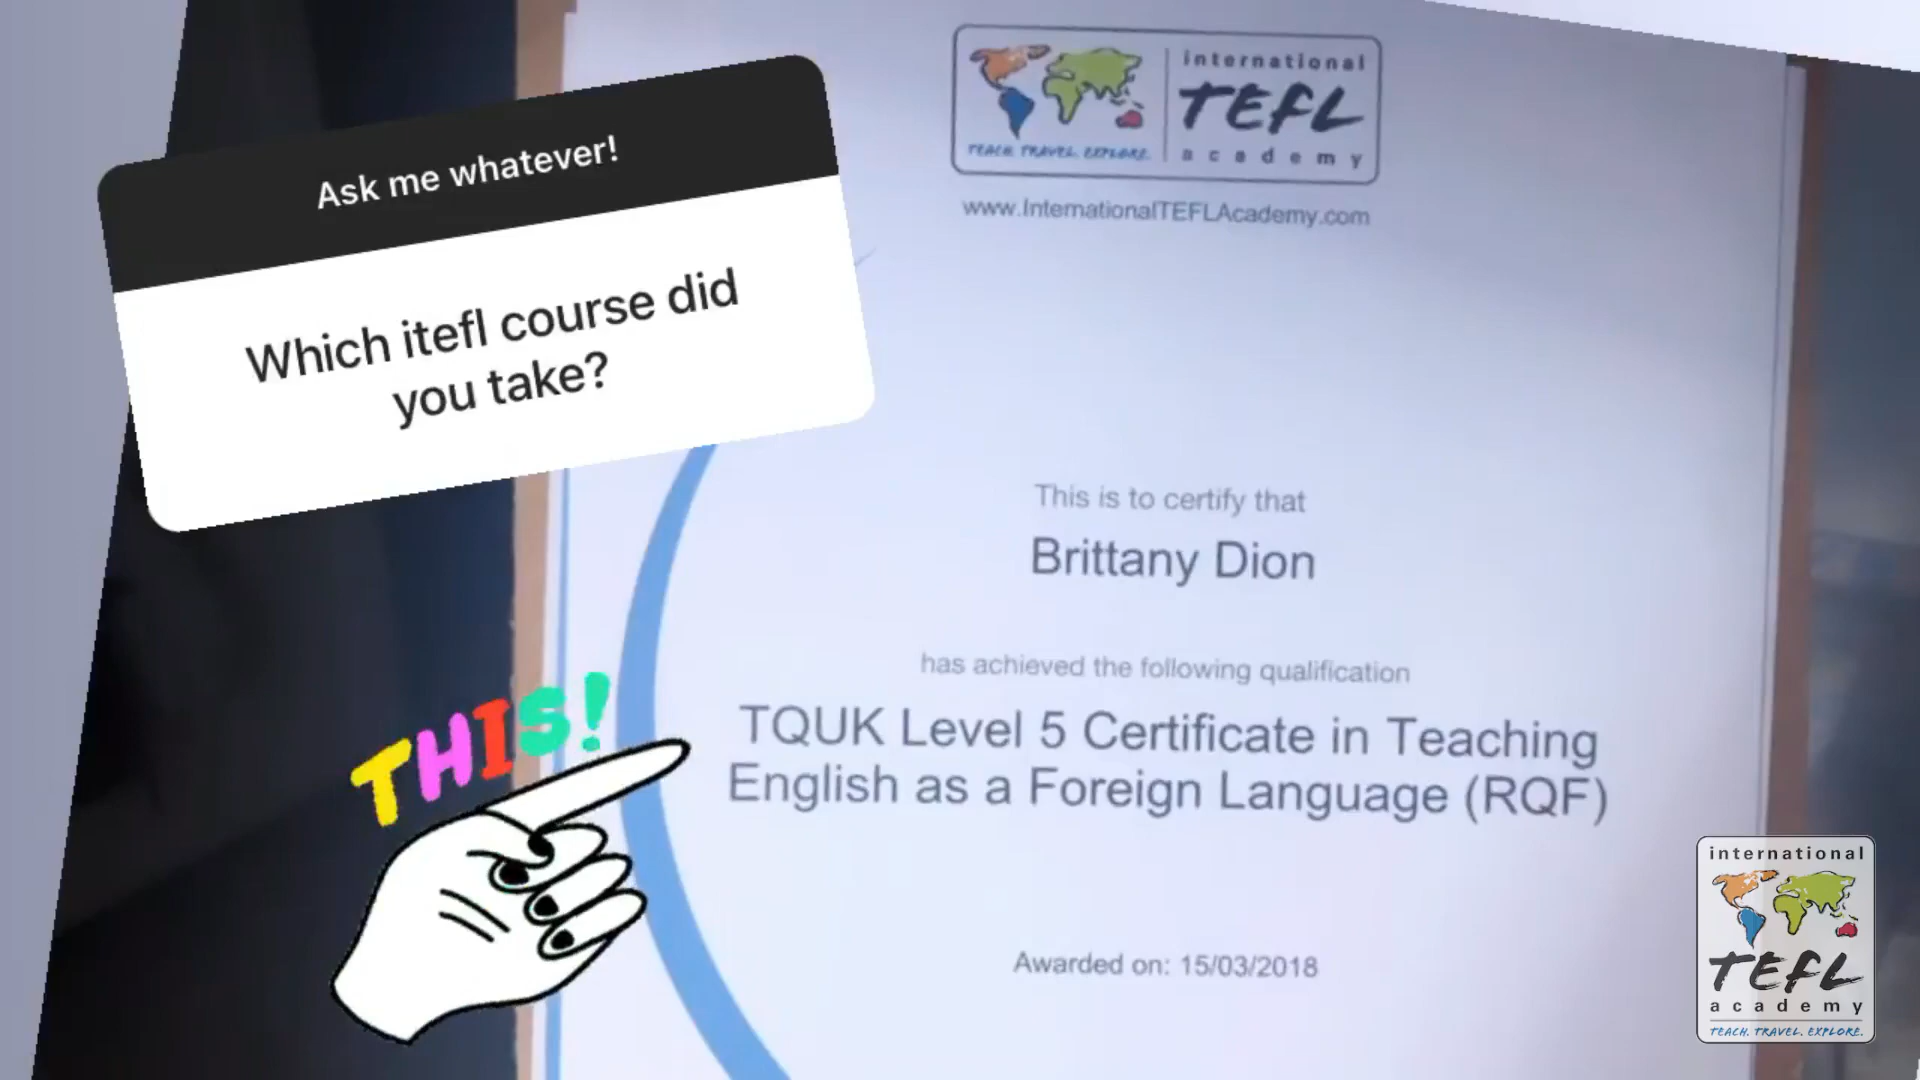 Ask me whatever!
Which itefl course did
you take?
international
TEFL
academy
TEACH. TRAVEL. EXPLORE.
www.InternationalTEFLAcademy.com
This is to certify that
Brittany Dion
has achieved the following qualification
THIS!
TQUK Level 5 Certificate in Teaching
English as a Foreign Language (RQF)
Awarded on: 15/03/2018
international
TEFL
academy
TEACH. TRAVEL. EXPLORE.